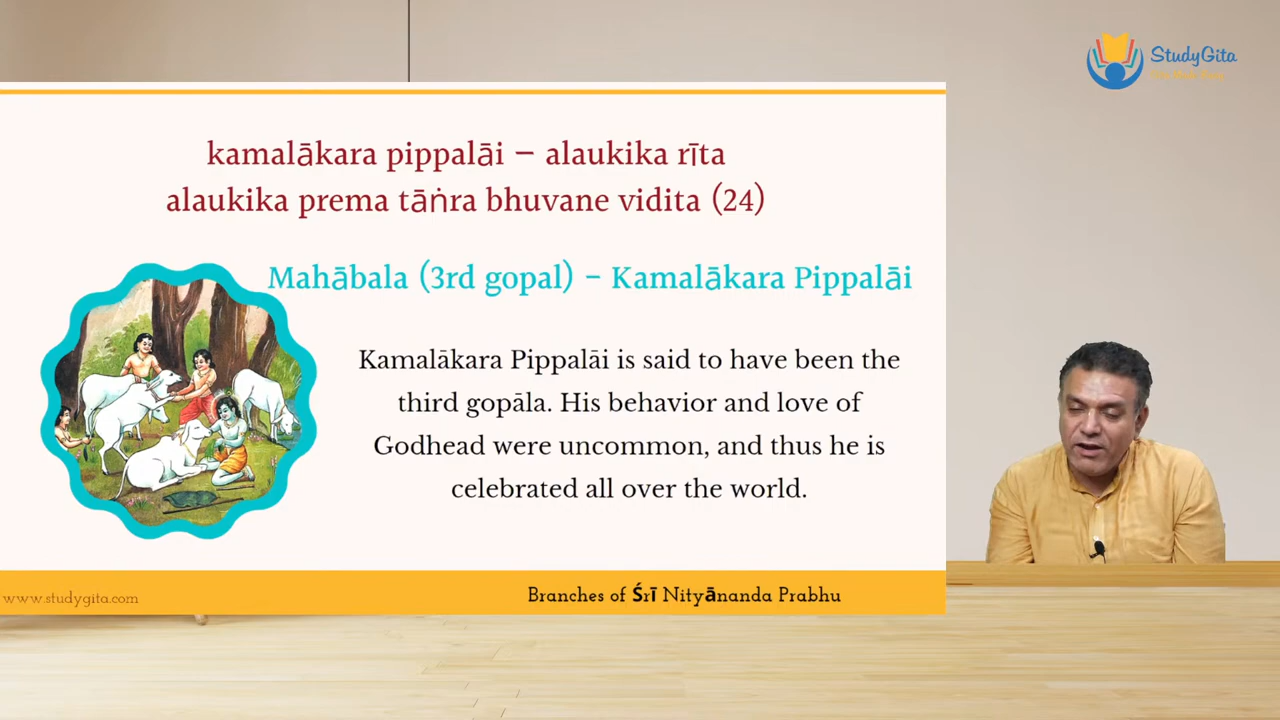 StudyGita
kamalākara pippalāi – alaukika rīta
alaukika prema tāṅra bhuvane vidita (24)
Mahābala (3rd gopal) – Kamalākara Pippalāi
Kamalākara Pippalāi is said to have been the
third gopāla. His behavior and love of
Godhead were uncommon, and thus he is
celebrated all over the world.
www.studygita.com
Branches of Śrī Nityānanda Prabhu